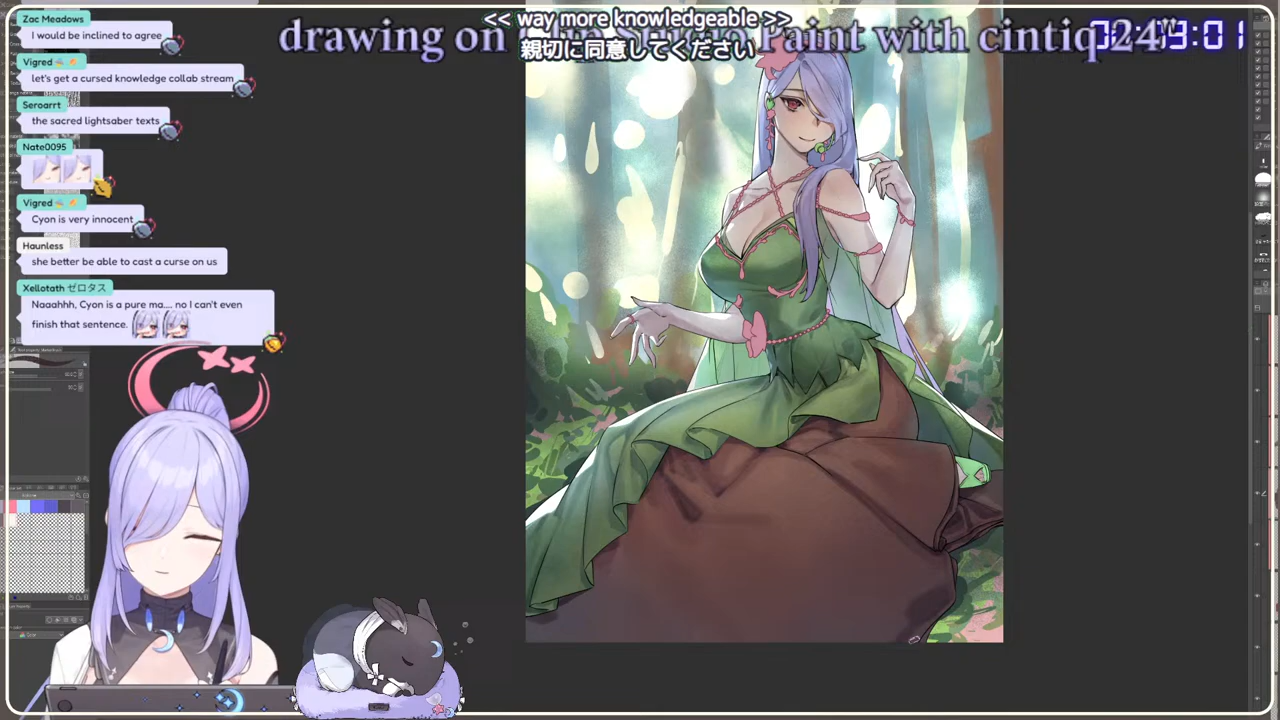 Zac Meadows
I would be inclined to agree
Vigred
let's get a cursed knowledge collab stream
Seroarrt
the sacred lightsaber texts
Nate0095
Vigred
Cyon is very innocent
Haunless
she better be able to cast a curse on us
Xellotath ゼロタス
Naaahhh, Cyon is a pure ma.... no I can't even
finish that sentence.
<< way more knowledgeable >>
親切に同意してください
drawing on Paint with cintiq 24"
3:01